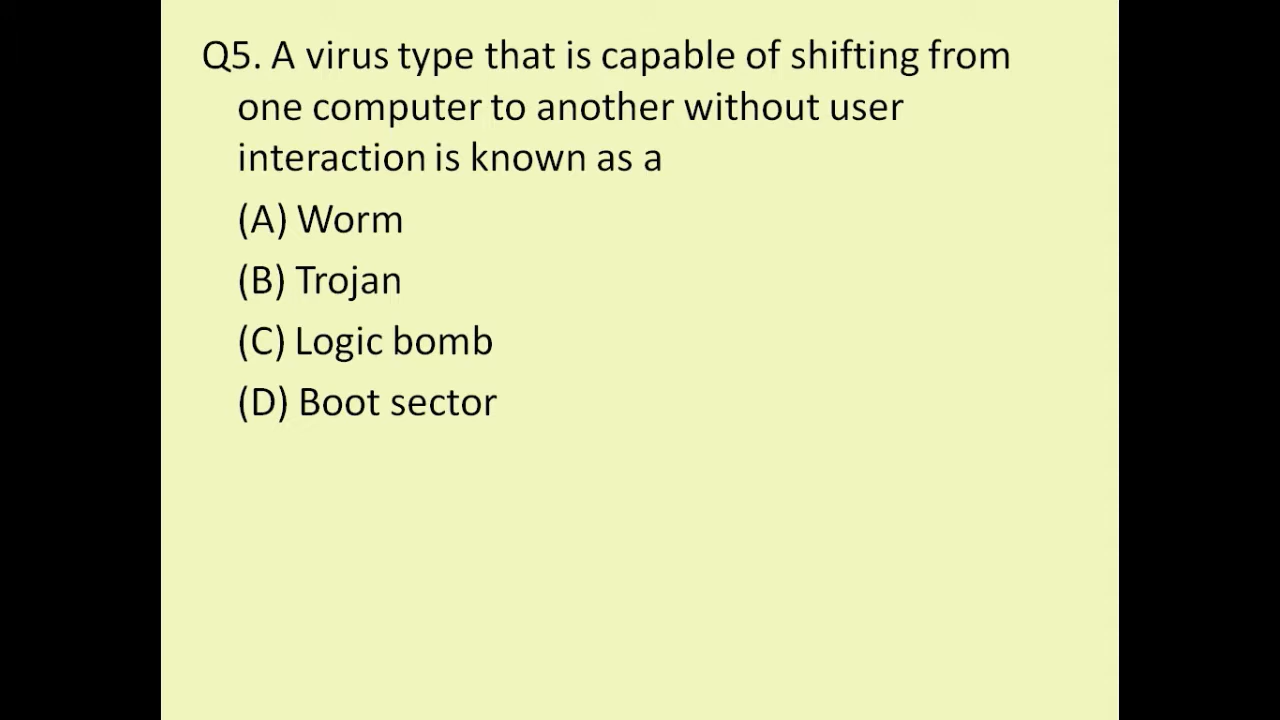 Q5. A virus type that is capable of shifting from
one computer to another without user
interaction is known as a
(A) Worm
(B) Trojan
(C) Logic bomb
(D) Boot sector